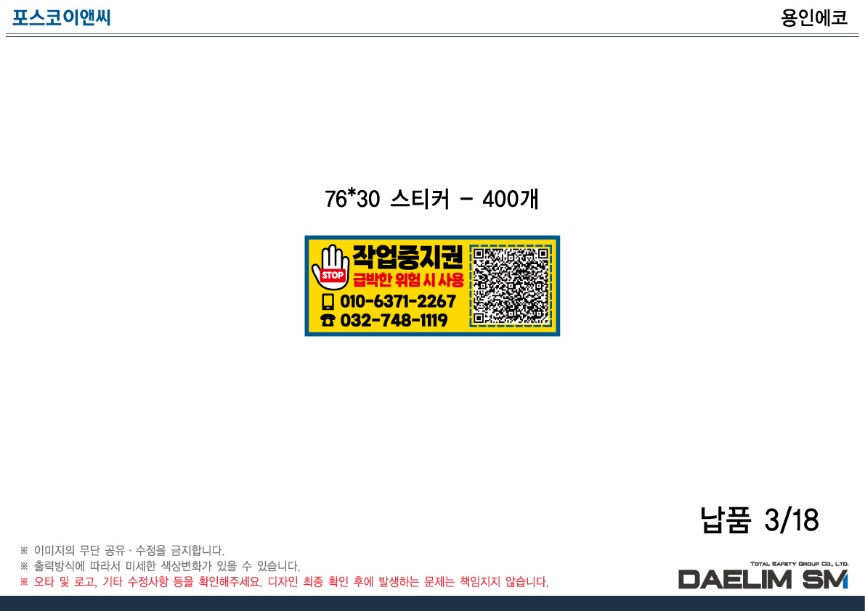 포스코이앤씨
용인에코
76*30 스티커 - 400개
STOP
작업중지권
급박한 위험 시 사용
010-6371-2267
032-748-1119
납품 3/18
※ 이미지의 무단 공유 · 수정을 금지합니다.
※ 출력방식에 따라서 미세한 색상변화가 있을 수 있습니다.
※ 오타 및 로고, 기타 수정사항 등을 확인해주세요. 디자인 최종 확인 후에 발생하는 문제는 책임지지 않습니다.
TOTAL SAFETY GROUP CO., LTD.
DAELIM SM